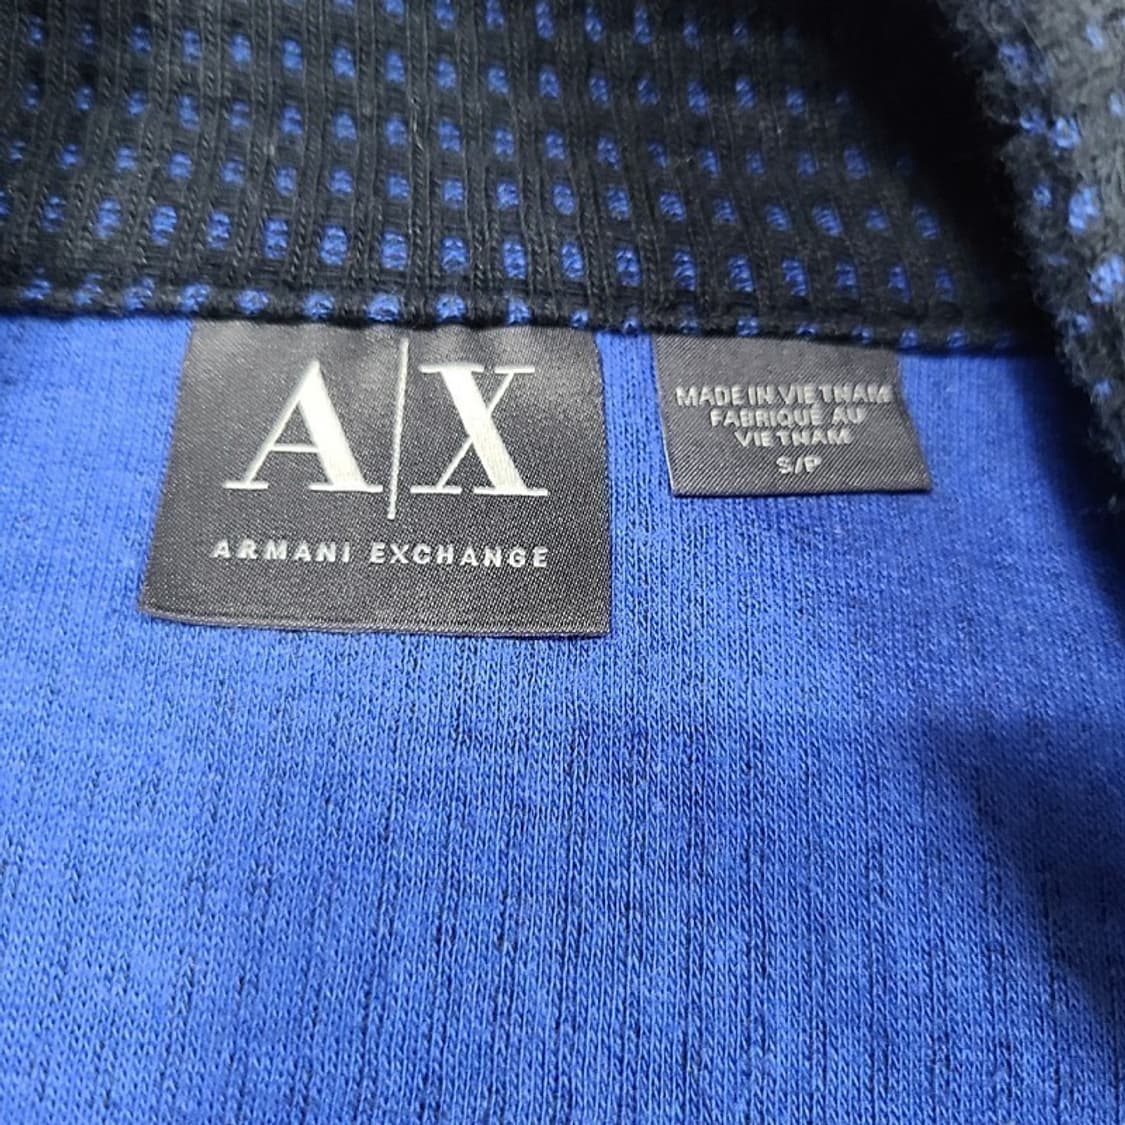 A|X
ARMANI EXCHANGE
MADE IN VIETNAM
FABRIQUÉ AU
VIETNAM
S/P